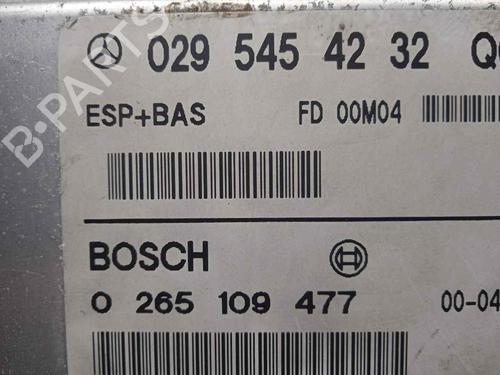 029 545 42 32 Q
ESP+BAS FD 00M04
BOSCH
0 265 109 477 00-04
B-PARTS